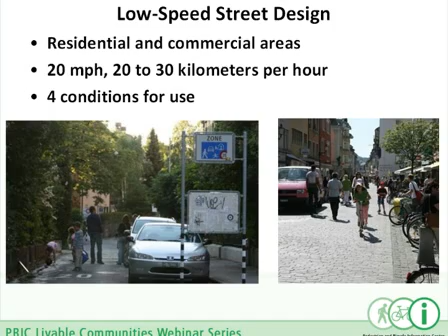 Low-Speed Street Design
• Residential and commercial areas
• 20 mph, 20 to 30 kilometers per hour
• 4 conditions for use
ZONE
PBIC Livable Communities Webinar Series